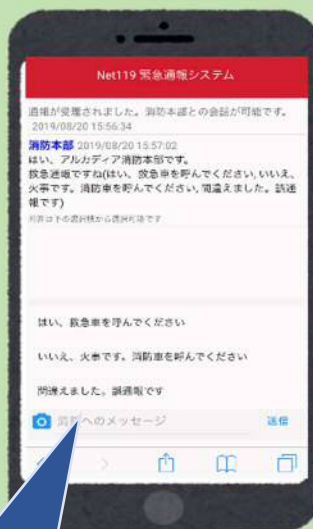 Net119 緊急通報システム
通報が受理されました。消防本部との会話が可能です。
2019/08/20 15:56:34
消防本部 2019/08/20 15:57:02
はい、アルカディア消防本部です。
救急通報ですね(はい、救急車を呼んでください, いいえ、
火事です。消防車を呼んでください, 間違えました。誤通
報です)
はい、救急車を呼んでください
いいえ、火事です。消防車を呼んでください
間違えました。誤通報です
へのメッセージ
送信